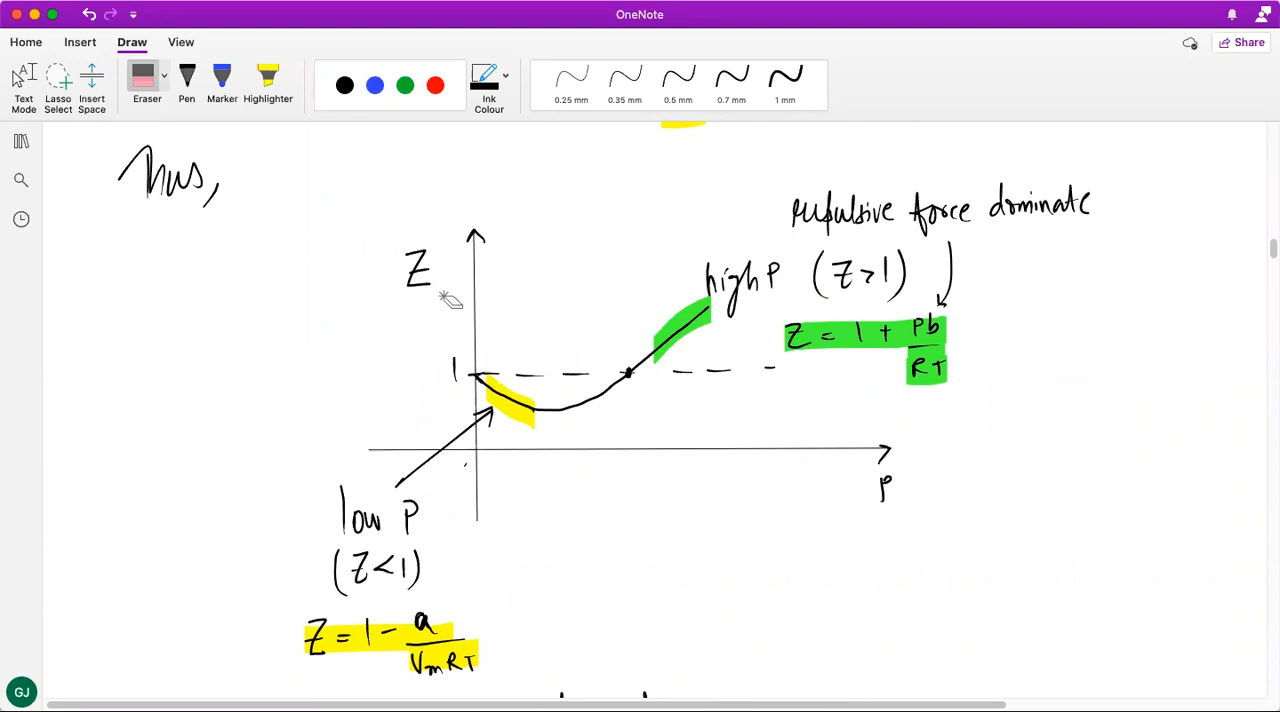 OneNote
Home Insert Draw View
Share
Text Mode
Lasso Select
Insert Space
Eraser
Pen
Marker
Highlighter
Ink Colour
0.25 mm
0.35 mm
0.5 mm
0.7 mm
1 mm
Thus,
repulsive force dominate
Z
high P (Z > 1)
Z = 1 + Pb / RT
1
P
low P
(Z < 1)
Z = 1 - a / VmRT
GJ